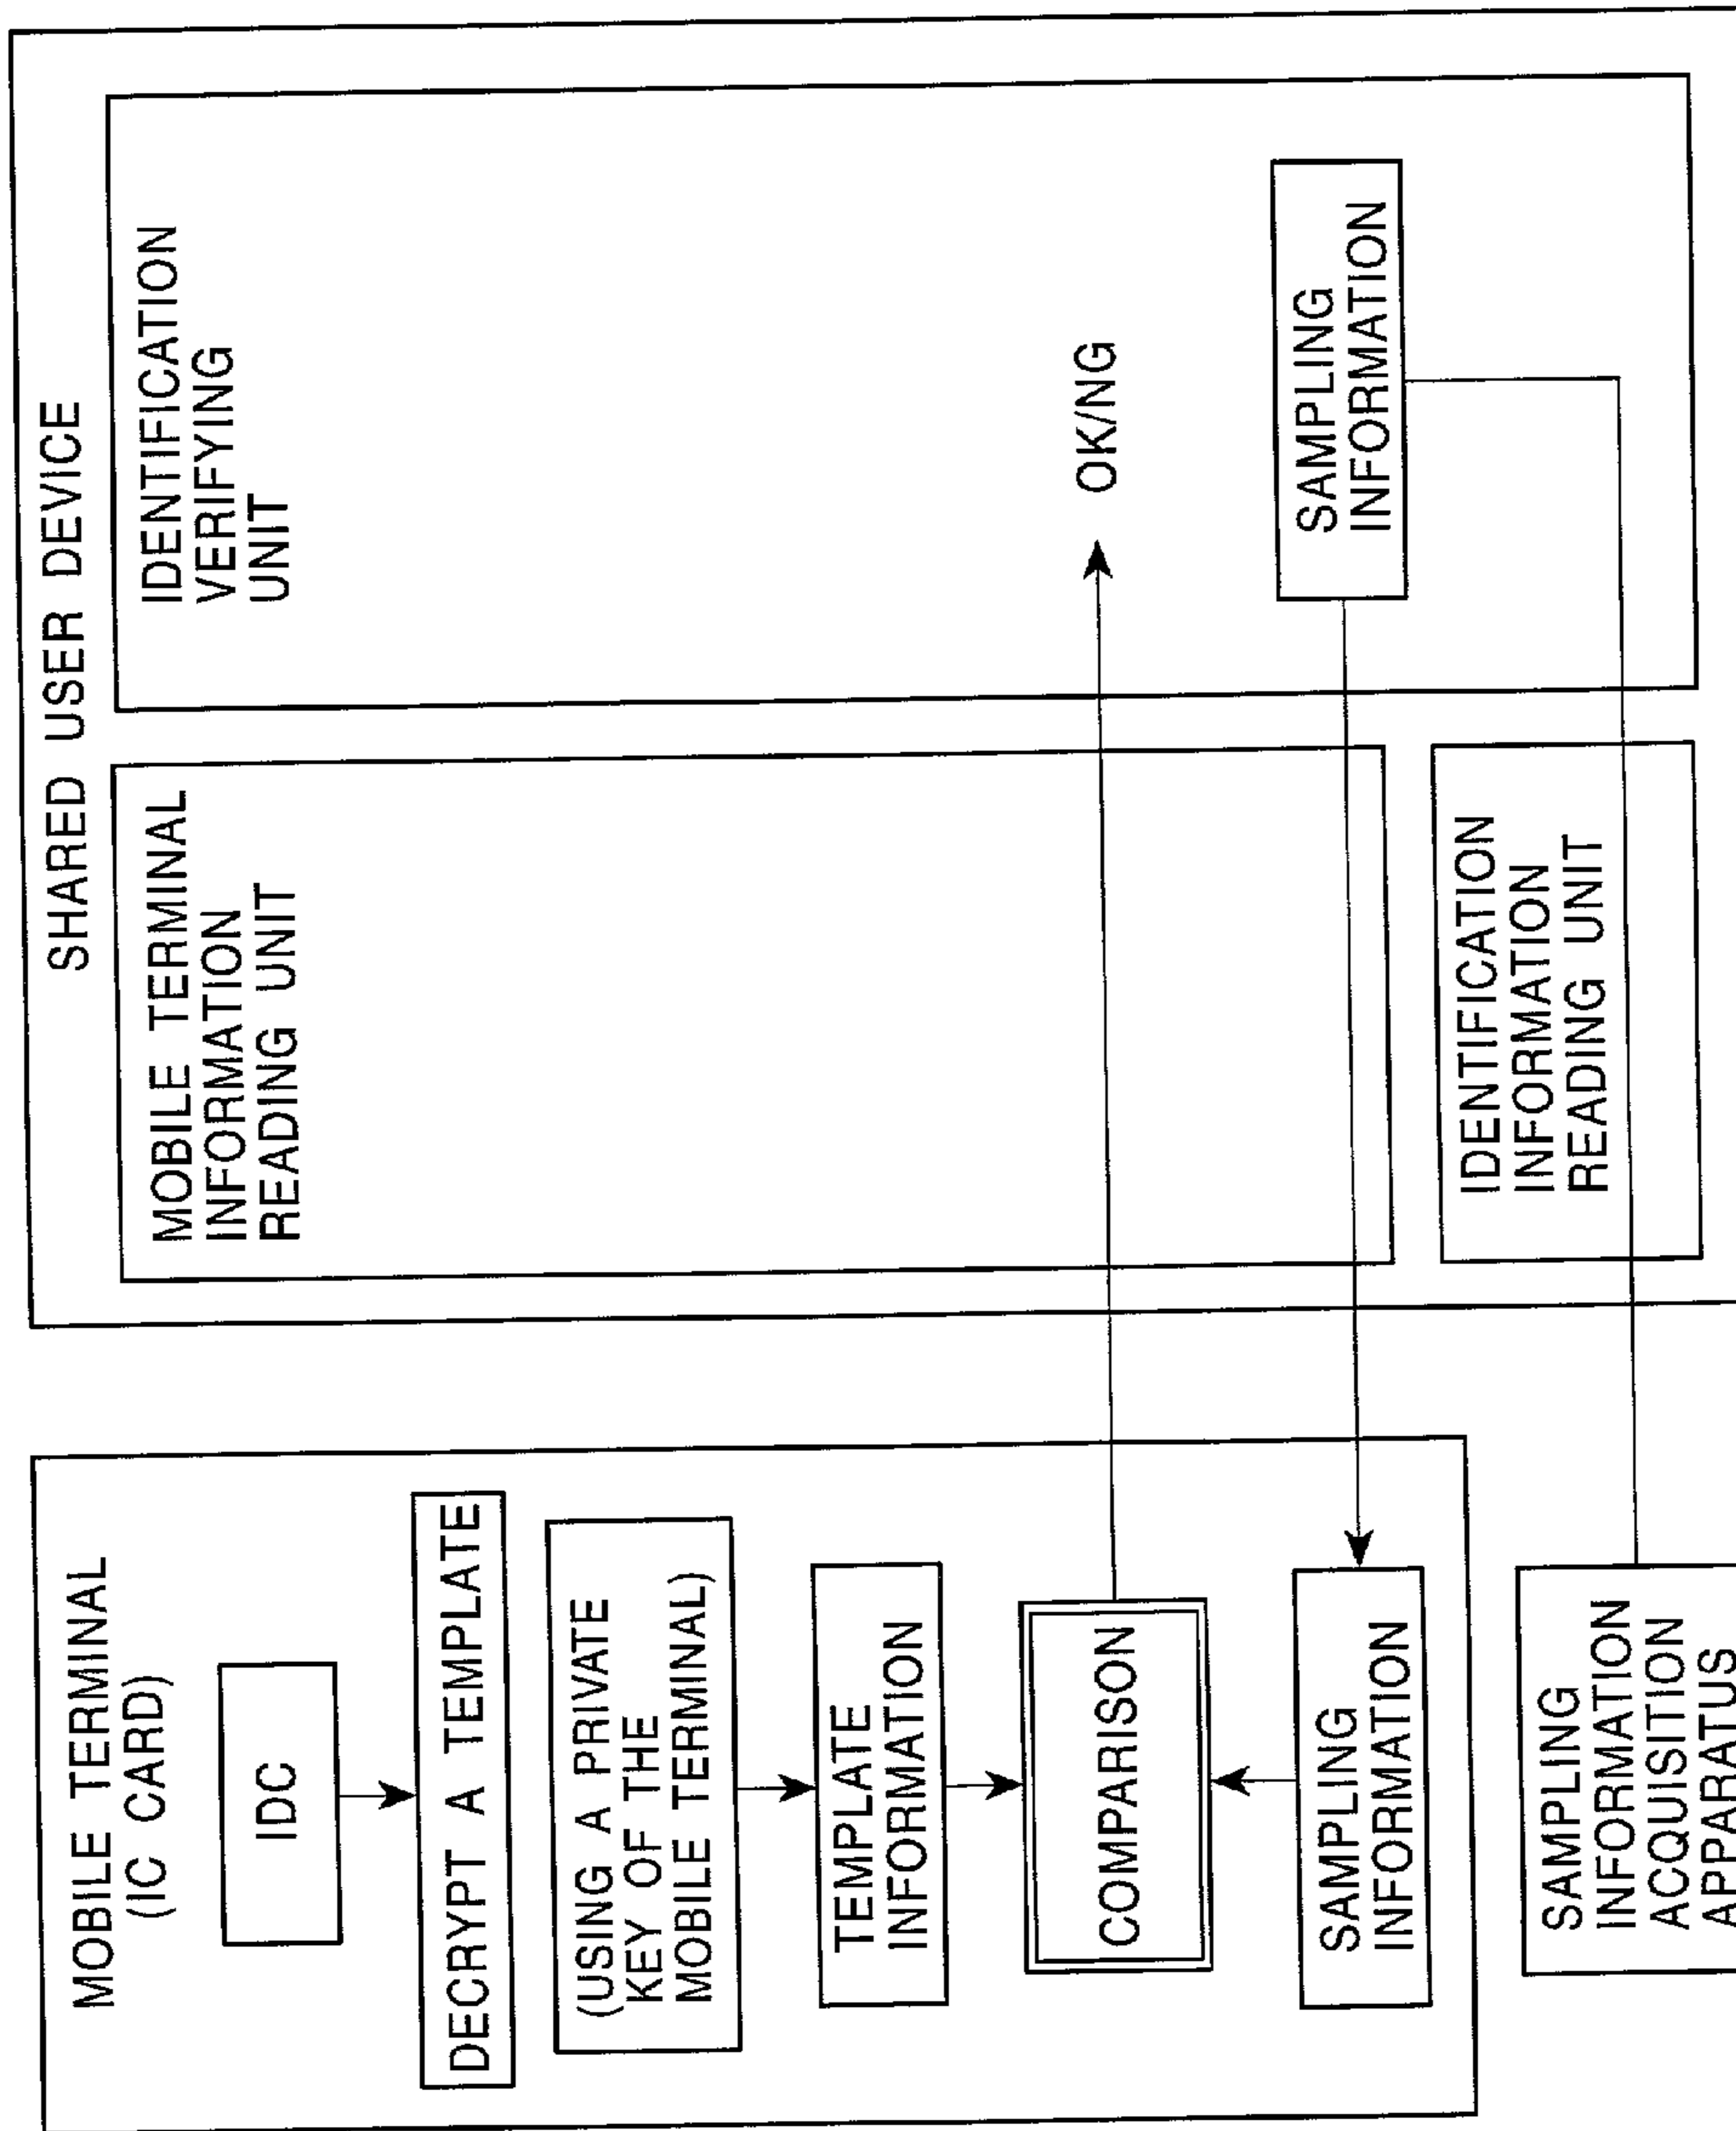 MOBILE TERMINAL
(IC CARD)
IDC
DECRYPT A TEMPLATE
(USING A PRIVATE
KEY OF THE
MOBILE TERMINAL)
TEMPLATE
INFORMATION
COMPARISON
SAMPLING
INFORMATION
SAMPLING
INFORMATION
ACQUISITION
APPARATUS
SHARED USER DEVICE
MOBILE TERMINAL
INFORMATION
READING UNIT
IDENTIFICATION
INFORMATION
READING UNIT
IDENTIFICATION
VERIFYING
UNIT
OK/NG
SAMPLING
INFORMATION